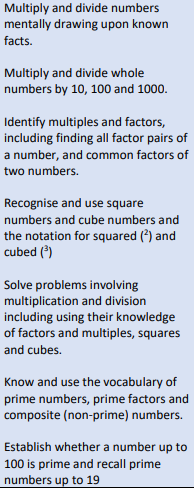 Multiply and divide numbers
mentally drawing upon known
facts.
Multiply and divide whole
numbers by 10, 100 and 1000.
Identify multiples and factors,
including finding all factor pairs of
a number, and common factors of
two numbers.
Recognise and use square
numbers and cube numbers and
the notation for squared (²) and
cubed (³)
Solve problems involving
multiplication and division
including using their knowledge
of factors and multiples, squares
and cubes.
Know and use the vocabulary of
prime numbers, prime factors and
composite (non-prime) numbers.
Establish whether a number up to
100 is prime and recall prime
numbers up to 19